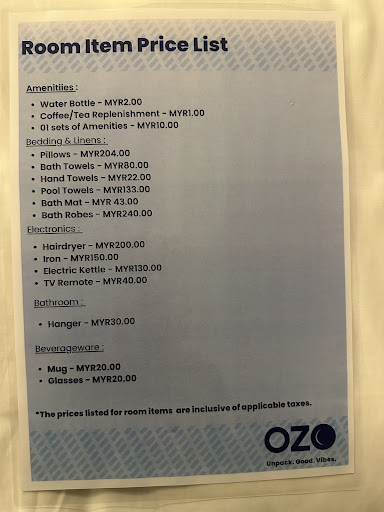 Room Item Price List
Amenitiies :
• Water Bottle - MYR2.00
• Coffee/Tea Replenishment - MYR1.00
• 01 sets of Amenities - MYR10.00
Bedding & Linens :
• Pillows - MYR204.00
• Bath Towels - MYR80.00
• Hand Towels - MYR22.00
• Pool Towels - MYR133.00
• Bath Mat - MYR 43.00
• Bath Robes - MYR240.00
Electronics :
• Hairdryer - MYR200.00
• Iron - MYR150.00
• Electric Kettle - MYR130.00
• TV Remote - MYR40.00
Bathroom :
• Hanger - MYR30.00
Beverageware :
• Mug - MYR20.00
• Glasses - MYR20.00
*The prices listed for room items are inclusive of applicable taxes.
OZO
Unpack. Good. Vibes.